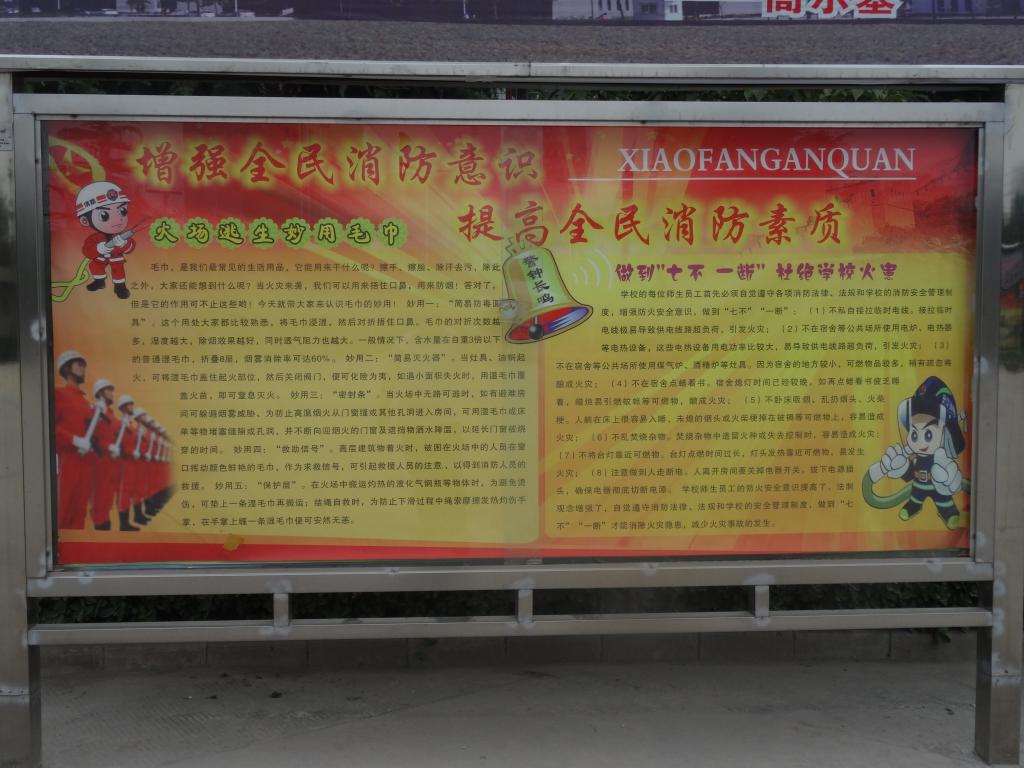 增强全民消防意识
XIAOFANGANQUAN
提高全民消防素质
消防
火场逃生妙用毛巾
毛巾，是我们最常见的生活用品，它能用来干什么呢？擦手、擦脸、除汗去污，除此
之外，大家还能想到什么呢？当火灾来袭，我们可以用来捂住口鼻，用来防烟！答对了，
但是它的作用可不止这些哟！今天就带大家来认识毛巾的妙用！ 妙用一：“简易防毒面
具”。这个用处大家都比较熟悉，将毛巾浸湿，然后对折捂住口鼻。毛巾的对折次数越
多，湿度越大，除烟效果越好，同时透气阻力也越大。一般情况下，含水量在自重3倍以下
的普通湿毛巾，折叠8层，烟雾消除率可达60%。 妙用二：“简易灭火器”。当灶具、油锅起
火，可将湿毛巾盖住起火部位，然后关闭阀门，便可化险为夷，如遇小面积失火时，用湿毛巾覆
盖火苗，即可窒息灭火。 妙用三：“密封条”。当火场中无路可逃时，如有避难房
间可躲避烟雾威胁、为防止高温烟火从门窗缝或其他孔洞进入房间，可用湿毛巾或床
单等物堵塞缝隙或孔洞，并不断向迎烟火的门窗及遮挡物洒水降温，以延长门窗被烧
穿的时间。 妙用四：“救助信号”。高层建筑物着火时，被困在火场中的人员在窗
口摇动颜色鲜艳的毛巾，作为求救信号，可引起救援人员的注意，以得到消防人员的
救援。 妙用五：“保护层”。在火场中搬运灼热的液化气钢瓶等物体时，为避免烫
伤，可垫上一条湿毛巾再搬运；结绳自救时，为防止下滑过程中绳索摩擦发热灼伤手
掌，在手掌上缠一条湿毛巾便可安然无恙。
警钟长鸣
做到“七不 一断” 杜绝学校火患
学校的每位师生员工首先必须自觉遵守各项消防法律、法规和学校的消防安全管理制
度，增强防火安全意识，做到“七不”“一断”： （1）不私自接拉临时电线。接拉临时
电线极易导致供电线路超负荷，引发火灾； （2）不在宿舍等公共场所使用电炉、电热器
等电热设备，这些电热设备用电功率比较大，易导致供电线路超负荷，引发火灾； （3）
不在宿舍等公共场所使用煤气炉、酒精炉等灶具。因为宿舍的地方较小，可燃物品较多，稍有疏忽将
酿成火灾； （4）不在宿舍点蜡看书。宿舍熄灯时间已经较晚，如再点蜡看书疲乏睡
着，蜡烛易引燃蚊帐等可燃物，酿成火灾； （5）不卧床吸烟、乱扔烟头、火柴
梗。人躺在床上很容易入睡，未熄的烟头或火柴梗掉在被褥等可燃物上，容易造成
火灾； （6）不乱焚烧杂物。焚烧杂物中遗留火种或失去控制时，容易造成火灾；
（7）不将台灯靠近可燃物。台灯点燃时间过长，灯头发热靠近可燃物，易发生
火灾； （8）注意做到人走断电。人离开房间要关掉电器开关，拔下电源插
头，确保电器彻底切断电源。 学校师生员工的防火安全意识提高了，法制
观念增强了，自觉遵守消防法律、法规和学校的安全管理制度，做到“七
不”“一断”才能消除火灾隐患，减少火灾事故的发生。